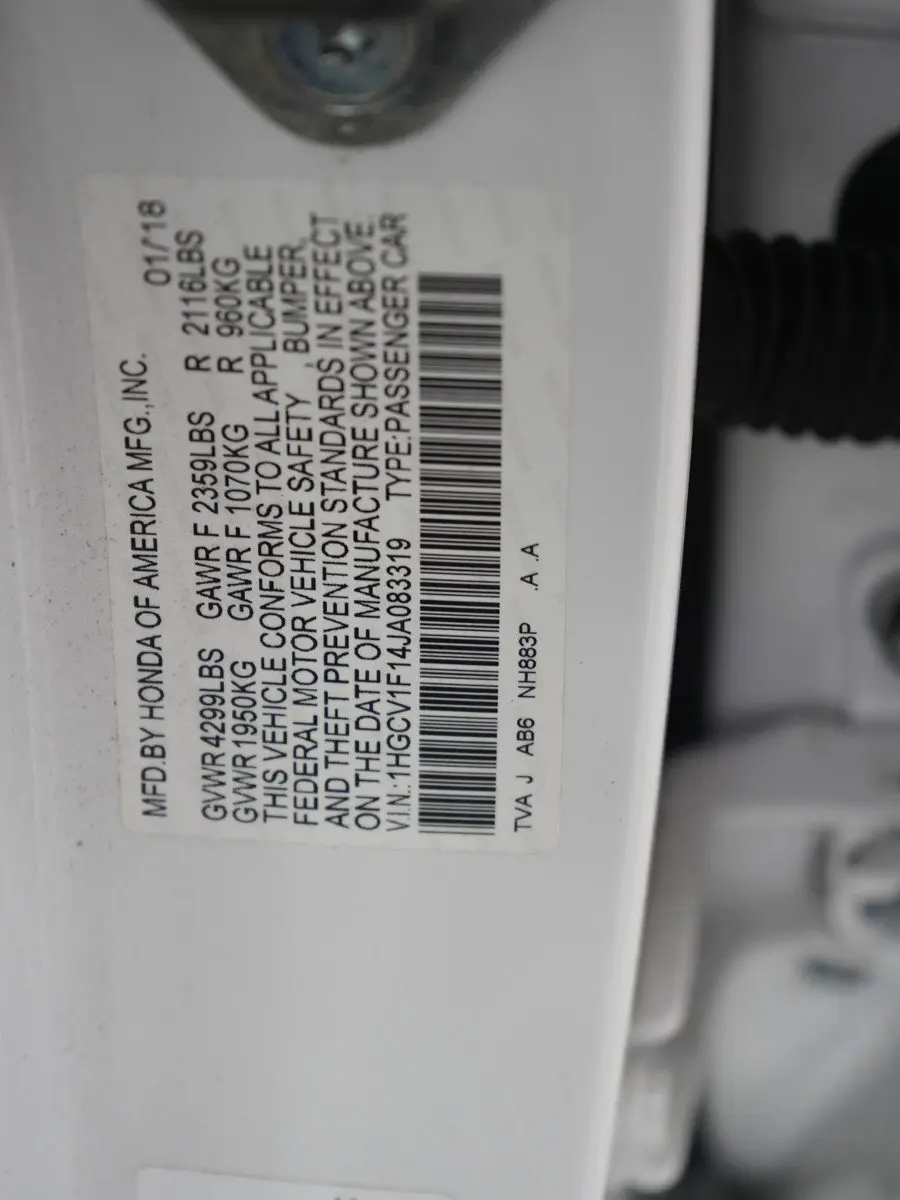 MFD.BY HONDA OF AMERICA MFG.,INC. 01/18
GVWR 4299LBS GAWR F 2359LBS R 2116LBS
GVWR 1950KG GAWR F 1070KG R 960KG
THIS VEHICLE CONFORMS TO ALL APPLICABLE
FEDERAL MOTOR VEHICLE SAFETY , BUMPER,
AND THEFT PREVENTION STANDARDS IN EFFECT
ON THE DATE OF MANUFACTURE SHOWN ABOVE.
V.I.N.:1HGCV1F14JA083319 TYPE:PASSENGER CAR
TVA J AB6 NH883P .A .A